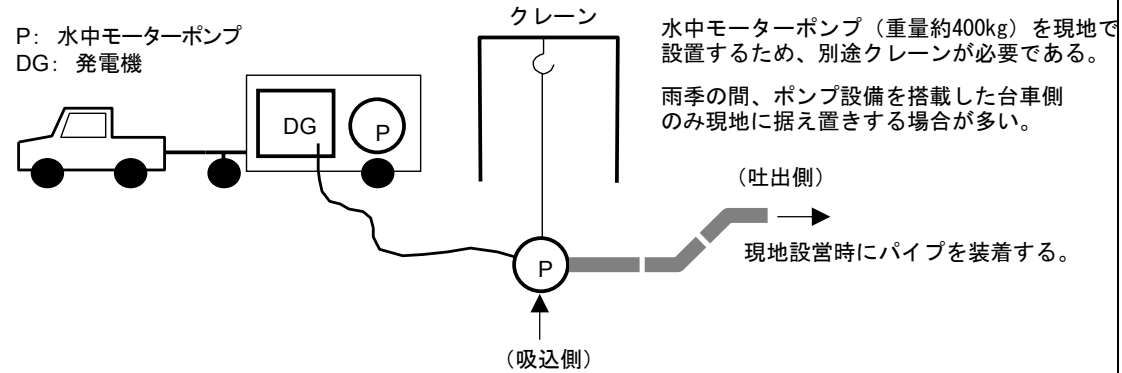 クレーン
P: 水中モーターポンプ
DG: 発電機
水中モーターポンプ（重量約400kg）を現地で
設置するため、別途クレーンが必要である。
雨季の間、ポンプ設備を搭載した台車側
のみ現地に据え置きする場合が多い。
DG
P
（吐出側）
現地設営時にパイプを装着する。
P
（吸込側）